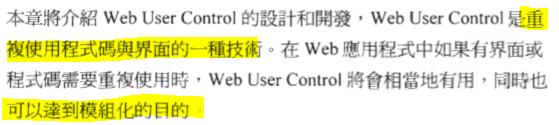 本章將介紹 Web User Control 的設計和開發，Web User Control 是重
複使用程式碼與界面的一種技術。在 Web 應用程式中如果有界面或
程式碼需要重複使用時，Web User Control 將會相當地有用，同時也
可以達到模組化的目的。